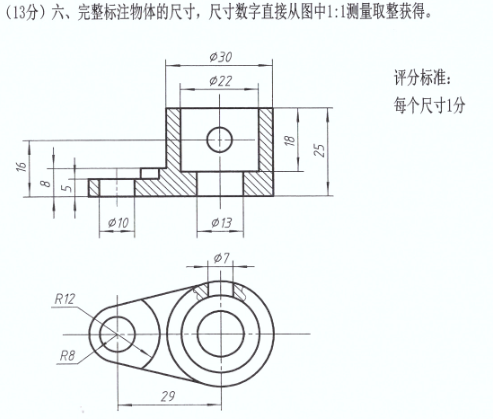 （13分）六、完整标注物体的尺寸，尺寸数字直接从图中1:1测量取整获得。
评分标准：
每个尺寸1分
Φ30
Φ22
16
8
5
18
25
Φ10
Φ13
Φ7
R12
R8
29